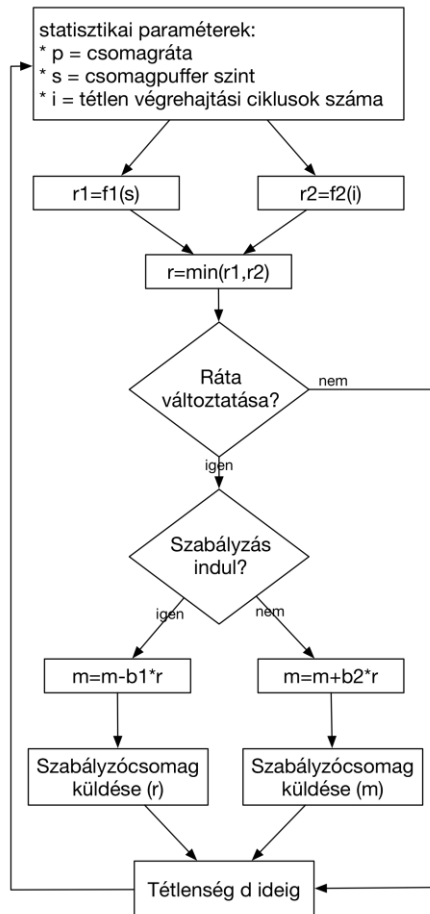 statisztikai paraméterek:
* p = csomagráta
* s = csomagpuffer szint
* i = tétlen végrehajtási ciklusok száma
r1=f1(s)
r2=f2(i)
r=min(r1,r2)
Ráta
változtatása?
nem
igen
Szabályzás
indul?
igen
nem
m=m-b1*r
m=m+b2*r
Szabályzócsomag
küldése (r)
Szabályzócsomag
küldése (m)
Tétlenség d ideig